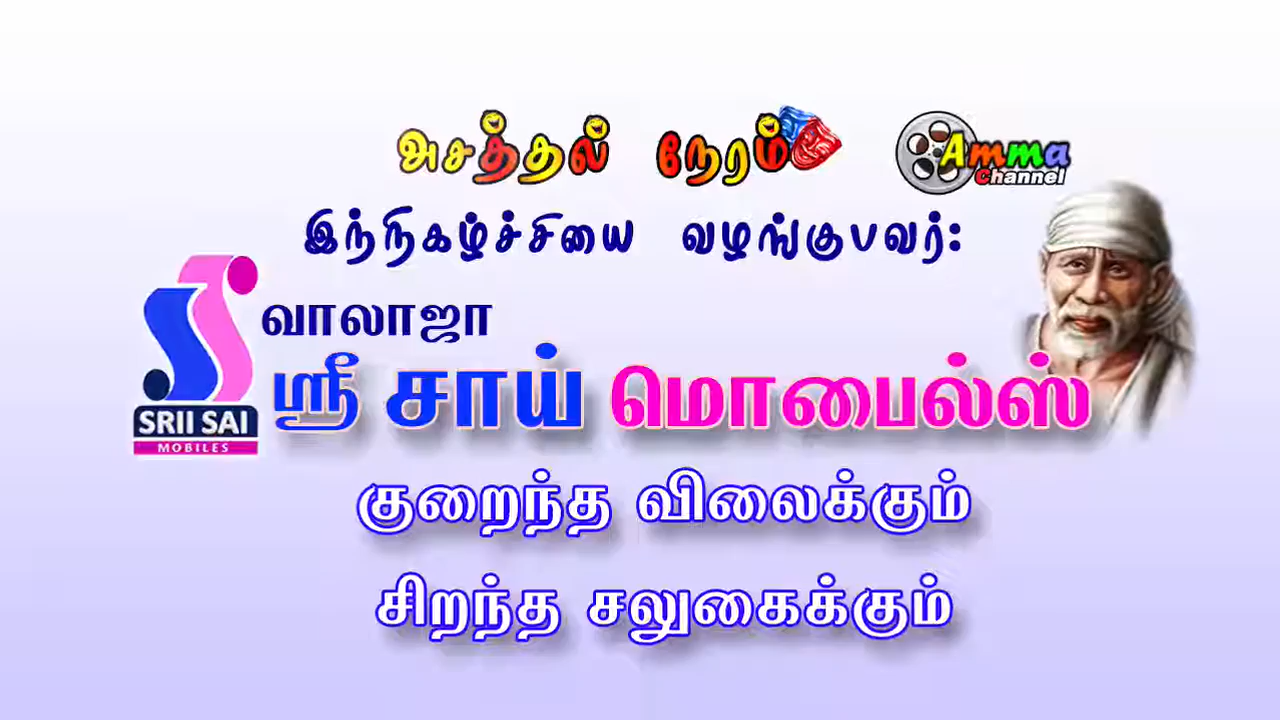 அசத்தல் நேரம்
Amma
Channel
இந்நிகழ்ச்சியை வழங்குபவர்:
வாலாஜா
ஸ்ரீ சாய் மொபைல்ஸ்
SRII SAI
MOBILES
குறைந்த விலைக்கும்
சிறந்த சலுகைக்கும்